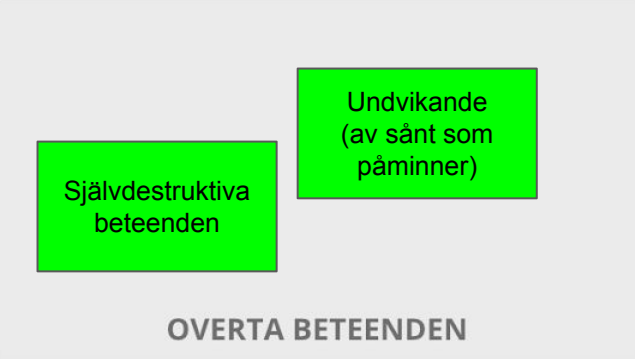 Undvikande
(av sånt som
påminner)
Självdestruktiva
beteenden
OVERTA BETEENDEN